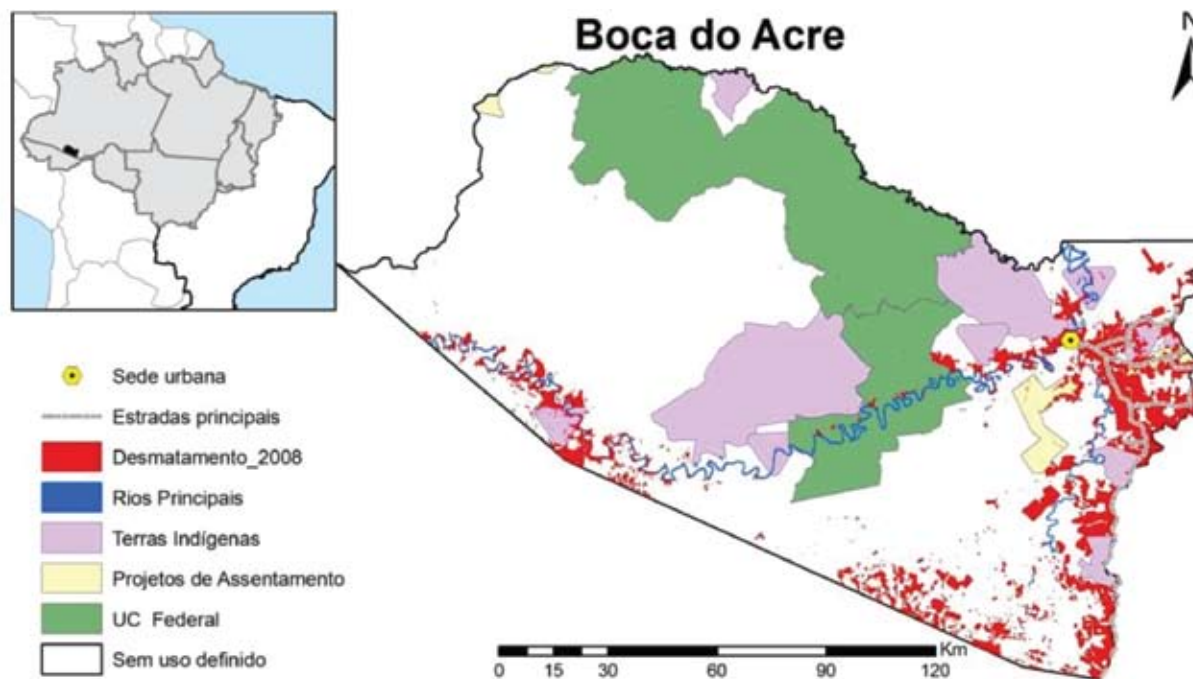 Boca do Acre
N
Sede urbana
Estradas principais
Desmatamento_2008
Rios Principais
Terras Indígenas
Projetos de Assentamento
UC Federal
Sem uso definido
0 15 30 60 90 120 Km